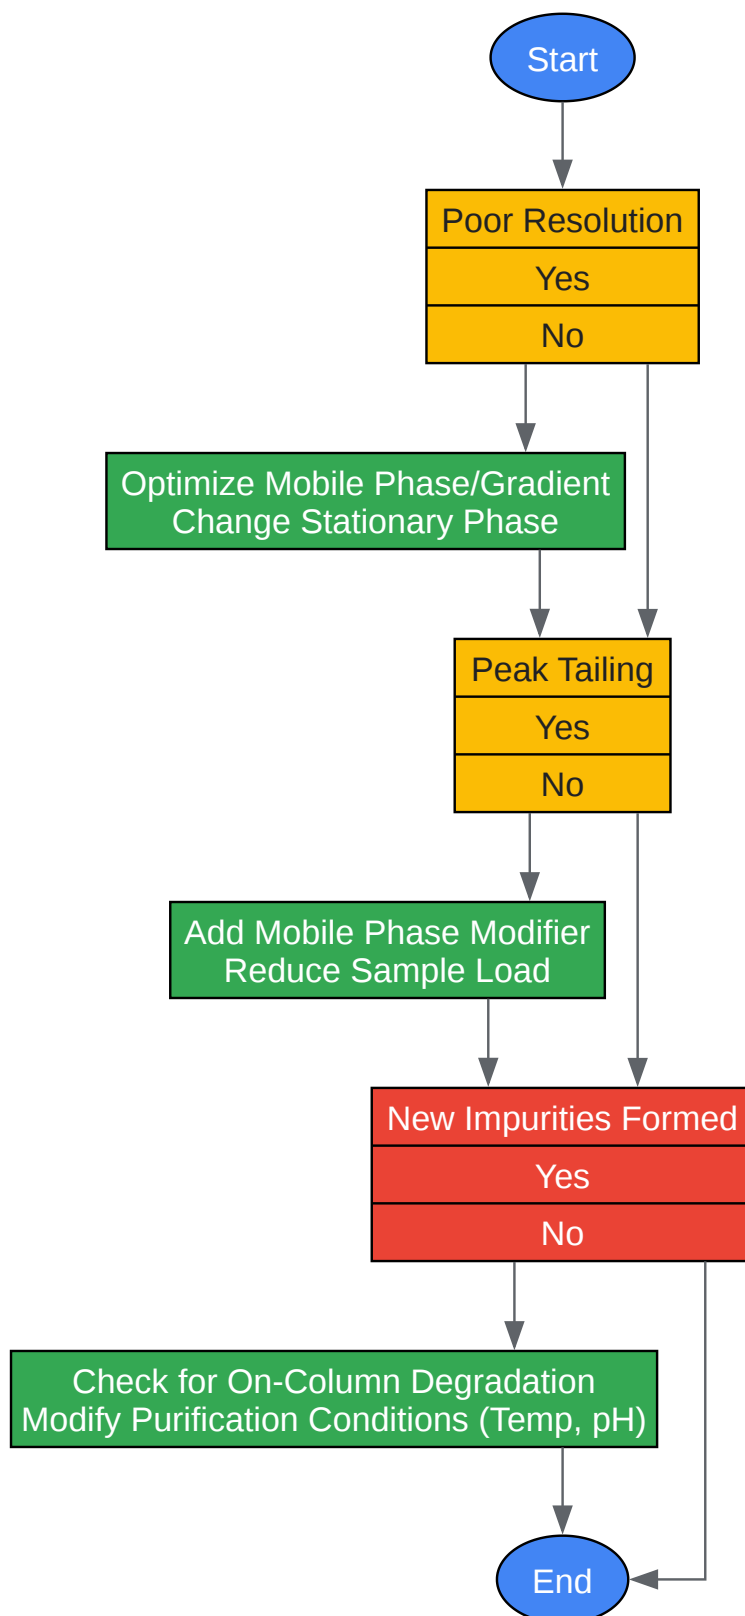 Start
Poor Resolution
Yes
No
Optimize Mobile Phase/Gradient
Change Stationary Phase
Peak Tailing
Yes
No
Add Mobile Phase Modifier
Reduce Sample Load
New Impurities Formed
Yes
No
Check for On-Column Degradation
Modify Purification Conditions (Temp, pH)
End